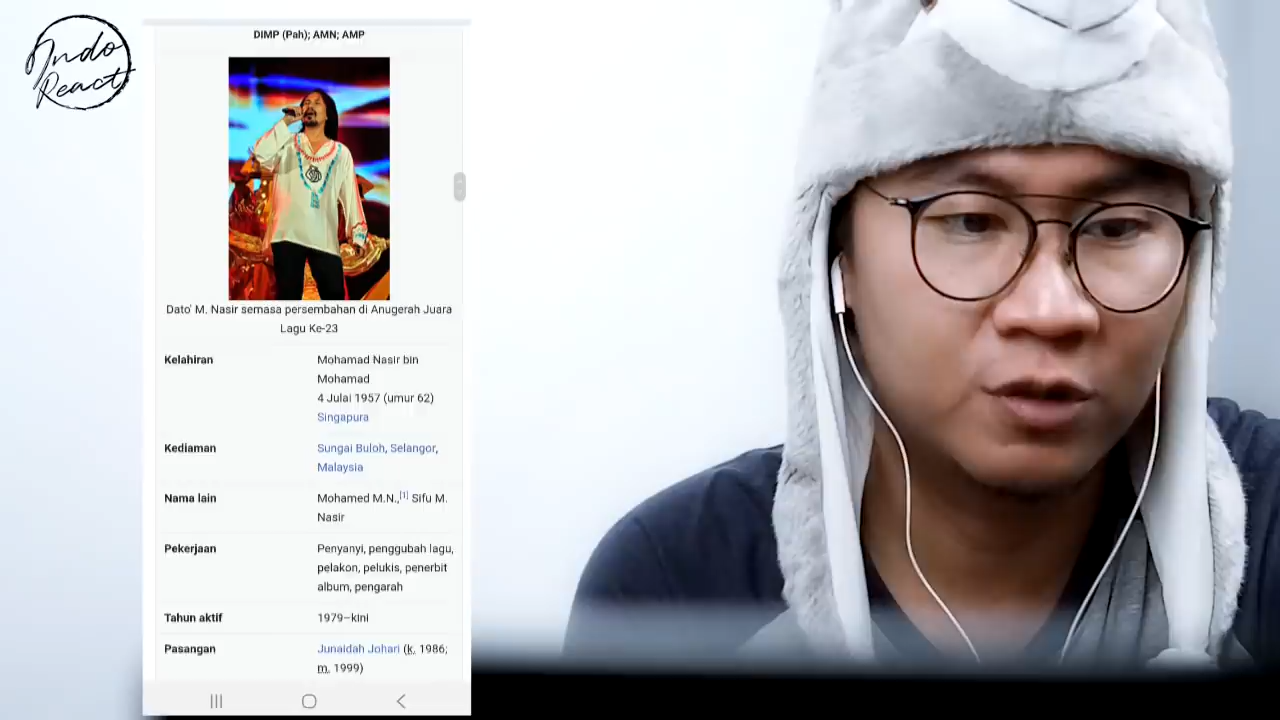 Indo
React
DIMP (Pah); AMN; AMP
Dato' M. Nasir semasa persembahan di Anugerah Juara
Lagu Ke-23
Kelahiran
Mohamad Nasir bin
Mohamad
4 Julai 1957 (umur 62)
Singapura
Kediaman
Sungai Buloh, Selangor,
Malaysia
Nama lain
Mohamed M.N.,[1] Sifu M.
Nasir
Pekerjaan
Penyanyi, penggubah lagu,
pelakon, pelukis, penerbit
album, pengarah
Tahun aktif
1979–kini
Pasangan
Junaidah Johari (k. 1986;
m. 1999)